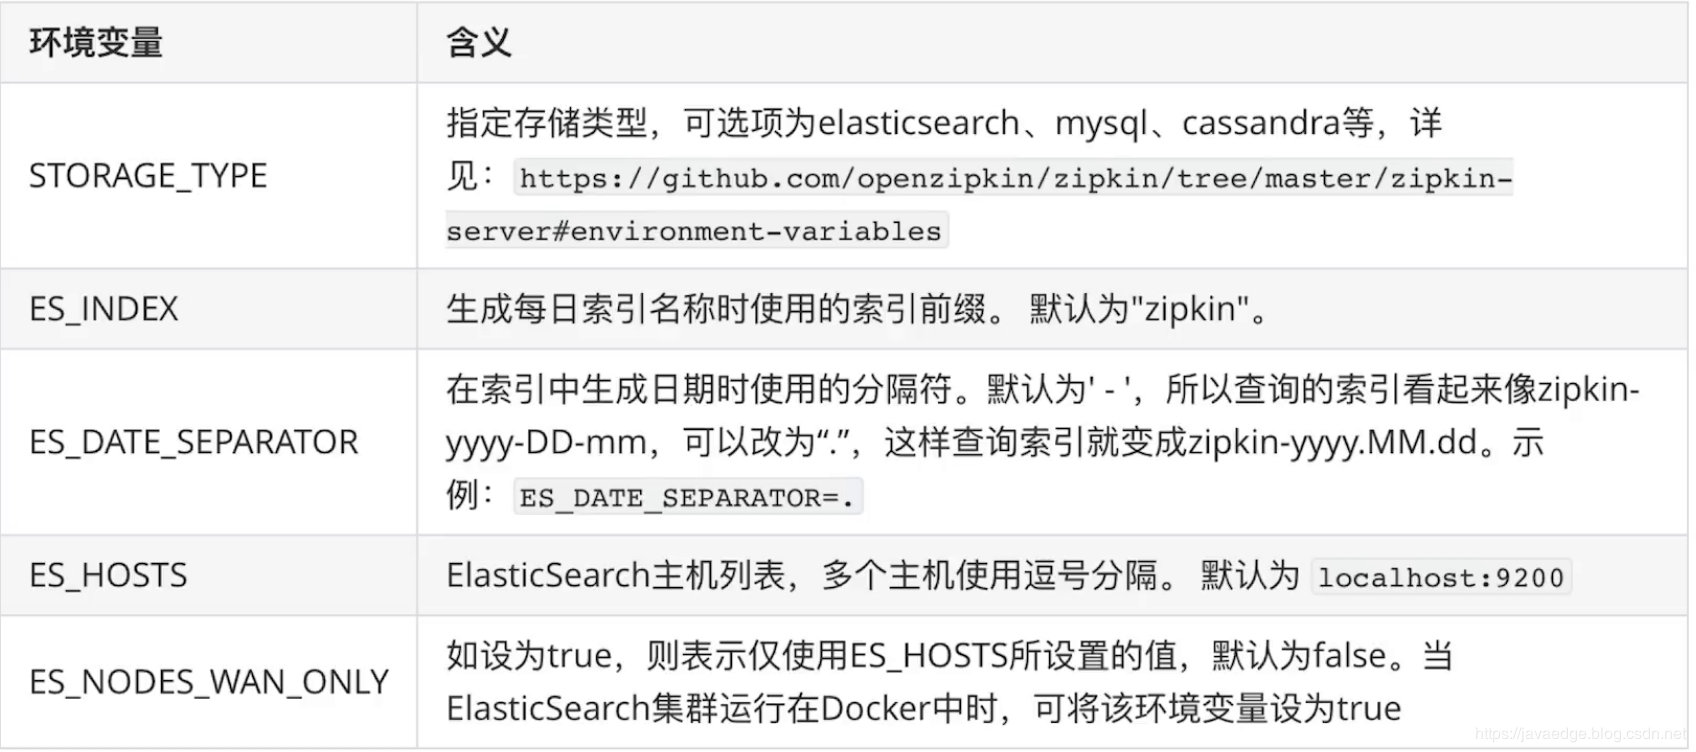 环境变量
含义
STORAGE_TYPE
指定存储类型，可选项为elasticsearch、mysql、cassandra等，详
见：https://github.com/openzipkin/zipkin/tree/master/zipkin-
server#environment-variables
ES_INDEX
生成每日索引名称时使用的索引前缀。 默认为"zipkin"。
ES_DATE_SEPARATOR
在索引中生成日期时使用的分隔符。默认为' - '，所以查询的索引看起来像zipkin-
yyyy-DD-mm，可以改为“.”，这样查询索引就变成zipkin-yyyy.MM.dd。示
例：ES_DATE_SEPARATOR=.
ES_HOSTS
ElasticSearch主机列表，多个主机使用逗号分隔。 默认为 localhost:9200
ES_NODES_WAN_ONLY
如设为true，则表示仅使用ES_HOSTS所设置的值，默认为false。当
ElasticSearch集群运行在Docker中时，可将该环境变量设为true
https://javaedge.blog.csdn.net